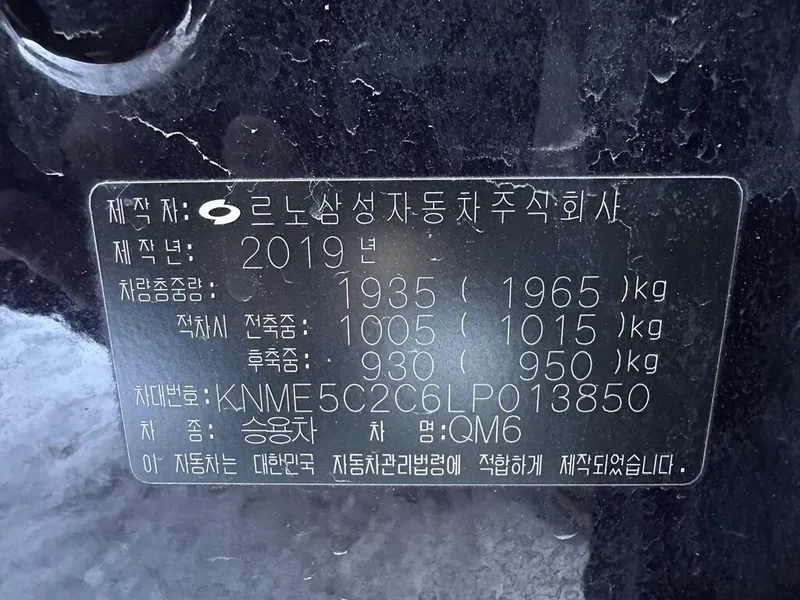 제작자: 르노삼성자동차주식회사
제작년: 2019년
차량총중량: 1935 ( 1965 )kg
적차시 전축중: 1005 ( 1015 )kg
후축중: 930 ( 950 )kg
차대번호: KNME5C2C6LP013850
차 종: 승용차 차 명: QM6
이 자동차는 대한민국 자동차관리법령에 적합하게 제작되었습니다.